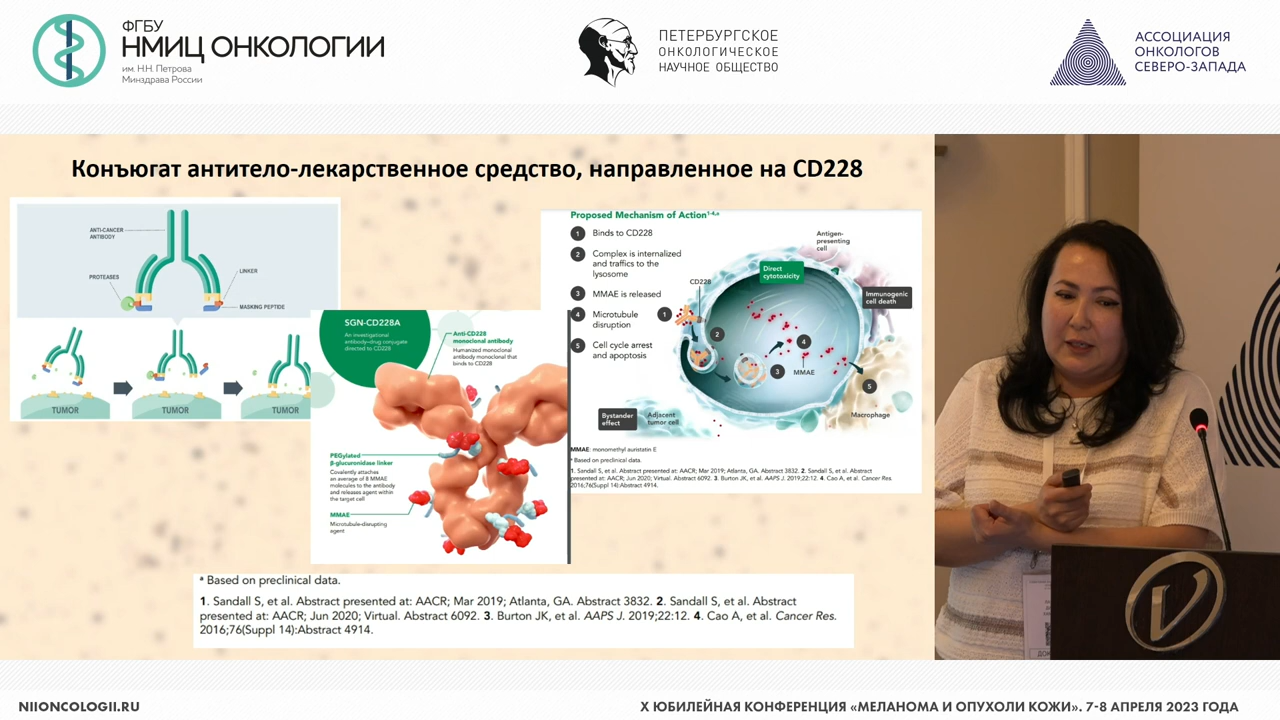 ФГБУ
НМИЦ ОНКОЛОГИИ
им. Н.Н. Петрова
Минздрава России
ПЕТЕРБУРГСКОЕ
ОНКОЛОГИЧЕСКОЕ
НАУЧНОЕ ОБЩЕСТВО
АССОЦИАЦИЯ
ОНКОЛОГОВ
СЕВЕРО-ЗАПАДА
Конъюгат антитело-лекарственное средство, направленное на CD228
ANTI-CANCER
ANTIBODY
PROTEASES
LINKER
MASKING PEPTIDE
TUMOR
TUMOR
TUMOR
SGN-CD228A
An investigational
antibody–drug conjugate
directed to CD228
Anti-CD228
monoclonal antibody
Humanized monoclonal
antibody monoclonal that
binds to CD228
PEGylated
β-glucuronidase linker
Covalently attaches
an average of 8 MMAE
molecules to the antibody
and releases agent within
the target cell
MMAE
Microtubule-disrupting
agent
Proposed Mechanism of Action1-4,a
1 Binds to CD228
2 Complex is internalized
and traffics to the
lysosome
3 MMAE is released
4 Microtubule
disruption
5 Cell cycle arrest
and apoptosis
Antigen-
presenting
cell
Direct
cytotoxicity
CD228
Immunogenic
cell death
1
2
3
4
MMAE
5
Macrophage
Bystander
effect
Adjacent
tumor cell
MMAE: monomethyl auristatin E
a Based on preclinical data.
1. Sandall S, et al. Abstract presented at: AACR; Mar 2019; Atlanta, GA. Abstract 3832. 2. Sandall S, et al. Abstract
presented at: AACR; Jun 2020; Virtual. Abstract 6092. 3. Burton JK, et al. AAPS J. 2019;22:12. 4. Cao A, et al. Cancer Res.
2016;76(Suppl 14):Abstract 4914.
a Based on preclinical data.
1. Sandall S, et al. Abstract presented at: AACR; Mar 2019; Atlanta, GA. Abstract 3832. 2. Sandall S, et al. Abstract
presented at: AACR; Jun 2020; Virtual. Abstract 6092. 3. Burton JK, et al. AAPS J. 2019;22:12. 4. Cao A, et al. Cancer Res.
2016;76(Suppl 14):Abstract 4914.
NIIONCOLOGII.RU
X ЮБИЛЕЙНАЯ КОНФЕРЕНЦИЯ «МЕЛАНОМА И ОПУХОЛИ КОЖИ». 7-8 АПРЕЛЯ 2023 ГОДА